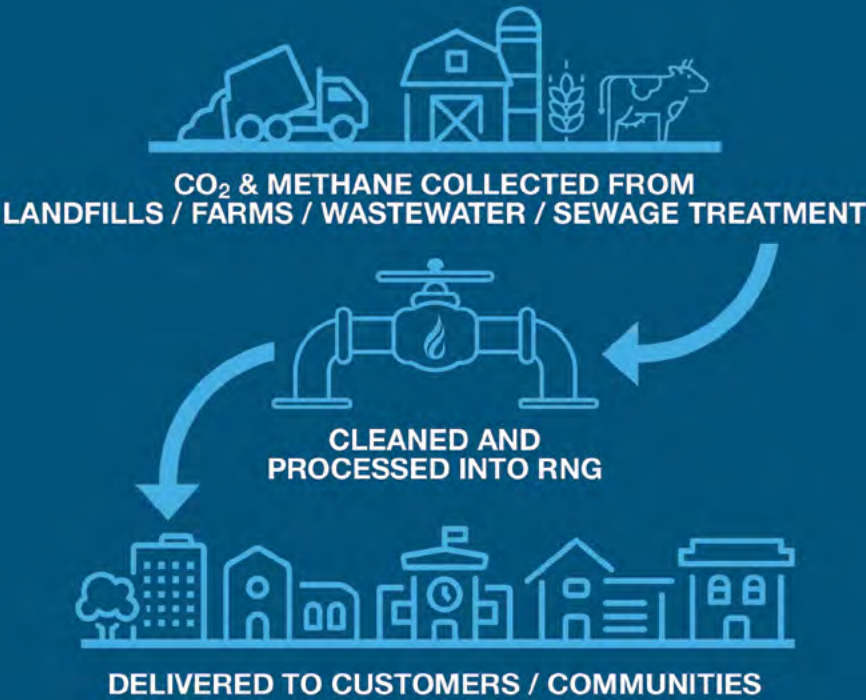 CO₂ & METHANE COLLECTED FROM
LANDFILLS / FARMS / WASTEWATER / SEWAGE TREATMENT
CLEANED AND
PROCESSED INTO RNG
DELIVERED TO CUSTOMERS / COMMUNITIES